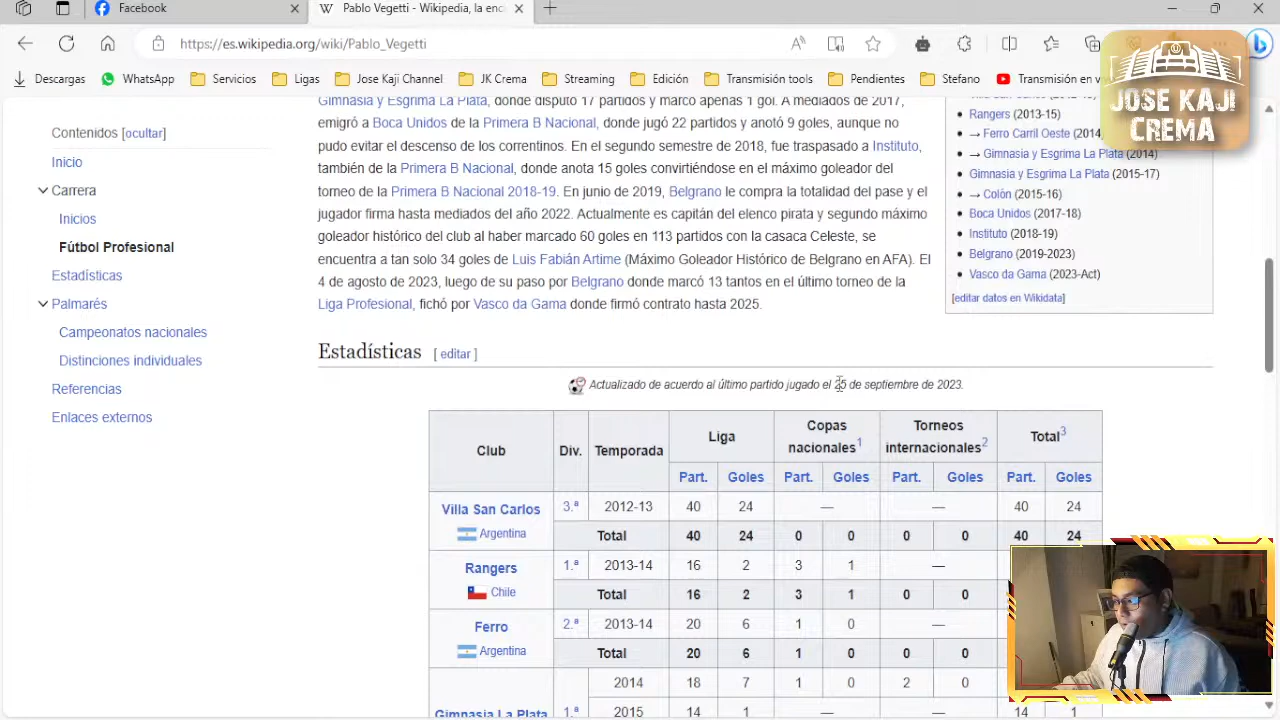 Facebook
Pablo Vegetti - Wikipedia, la enc
https://es.wikipedia.org/wiki/Pablo_Vegetti
Descargas
WhatsApp
Servicios
Ligas
Jose Kaji Channel
K Crema
Streaming
Edición
Transmisión todos
Pendientes
Stefano
Transmisión en v
JOSE KAJI
CREMA
Contenidos [ocultar]
Inicio
Carrera
Inicios
Fútbol Profesional
Estadísticas
Palmarés
Campeonatos nacionales
Distinciones individuales
Referencias
Enlaces externos
Gimnasia y Esgrima La Plata, donde disputó 17 partidos y marcó apenas 1 gol. A mediados de 2017,
emigró a Boca Unidos de la Primera B Nacional, donde jugó 22 partidos y anotó 9 goles, aunque no
pudo evitar el descenso de los correntinos. En el segundo semestre de 2018, fue traspasado a Instituto,
también de la Primera B Nacional, donde anota 15 goles convirtiéndose en el máximo goleador del
torneo de la Primera B Nacional 2018-19. En junio de 2019, Belgrano le compra la totalidad del pase y el
jugador firma hasta mediados del año 2022. Actualmente es capitán del elenco pirata y segundo máximo
goleador histórico del club al haber marcado 60 goles en 113 partidos con la casaca Celeste, se
encuentra a tan solo 34 goles de Luis Fabián Artime (Máximo Goleador Histórico de Belgrano en AFA). El
4 de agosto de 2023, luego de su paso por Belgrano donde marcó 13 tantos en el último torneo de la
Liga Profesional, fichó por Vasco da Gama donde firmó contrato hasta 2025.
Rangers (2013-15)
→ Ferro Carril Oeste (2014)
→ Gimnasia y Esgrima La Plata (2014)
Gimnasia y Esgrima La Plata (2015-17)
→ Colón (2015-16)
Boca Unidos (2017-18)
Instituto (2018-19)
Belgrano (2019-2023)
Vasco da Gama (2023-Act)
[editar datos en Wikidata]
Estadísticas [ editar ]
Actualizado de acuerdo al último partido jugado el 25 de septiembre de 2023.
Club Div. Temporada Liga Copas nacionales1 Torneos internacionales2 Total3
Part. Goles Part. Goles Part. Goles Part. Goles
Villa San Carlos 3.ª 2012-13 40 24 — — 40 24
Argentina Total 40 24 0 0 0 0 40 24
Rangers 1.ª 2013-14 16 2 3 1 —
Chile Total 16 2 3 1 0 0
Ferro 2.ª 2013-14 20 6 1 0 —
Argentina Total 20 6 1 0 0 0
2014 18 7 1 0 2 0
Gimnasia La Plata 1.ª 2015 14 1 — — 14 1